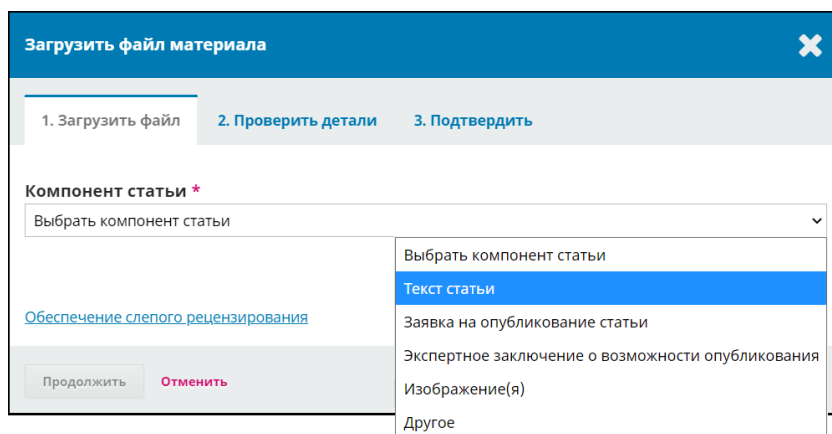 Загрузить файл материала
1. Загрузить файл 2. Проверить детали 3. Подтвердить
Компонент статьи *
Выбрать компонент статьи
Выбрать компонент статьи
Текст статьи
Заявка на опубликование статьи
Экспертное заключение о возможности опубликования
Изображение(я)
Другое
Обеспечение слепого рецензирования
Продолжить Отменить